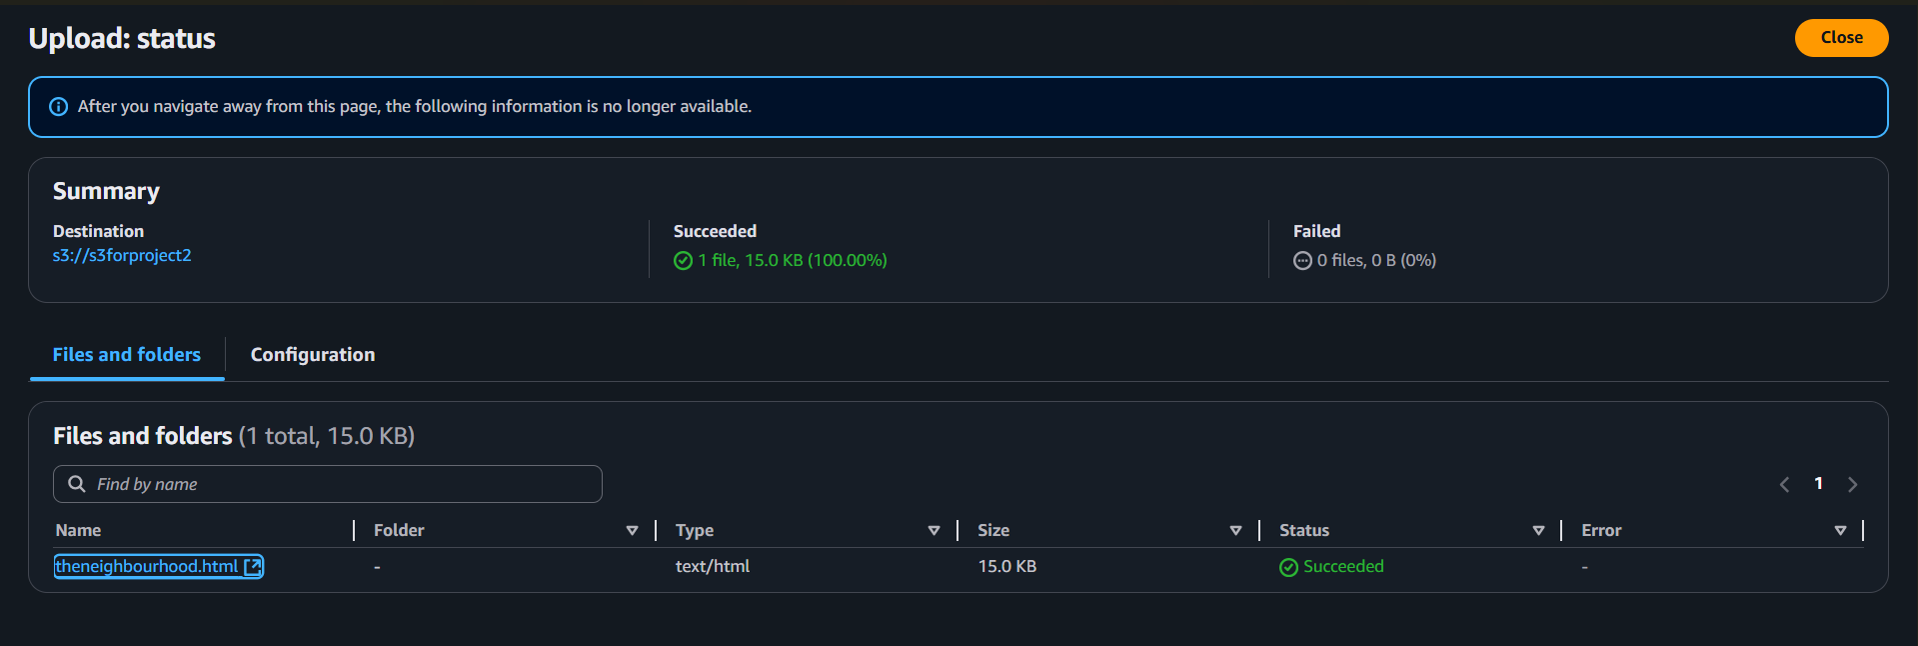 Upload: status
Close
After you navigate away from this page, the following information is no longer available.
Summary
Destination
s3://s3forproject2
Succeeded
1 file, 15.0 KB (100.00%)
Failed
0 files, 0 B (0%)
Files and folders
Configuration
Files and folders (1 total, 15.0 KB)
Find by name
1
Name Folder Type Size Status Error
theneighbourhood.html - text/html 15.0 KB Succeeded -